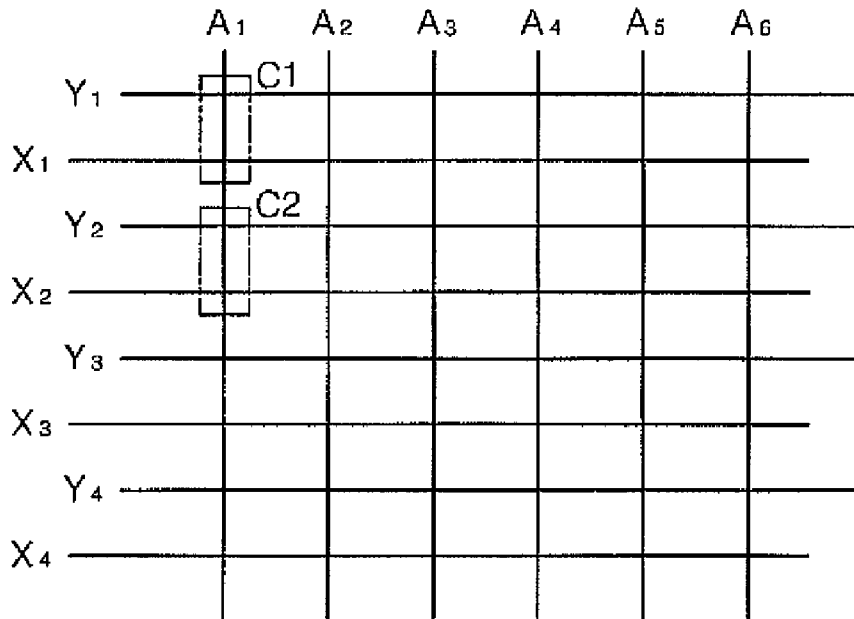 A₁ A₂ A₃ A₄ A₅ A₆
C1
Y₁
X₁
C2
Y₂
X₂
Y₃
X₃
Y₄
X₄